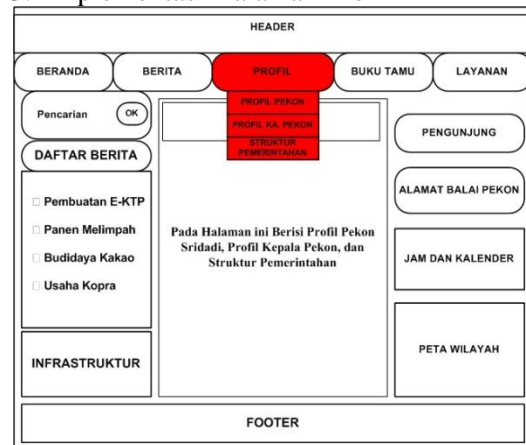 HEADER
BERANDA
BERITA
PROFIL
BUKU TAMU
LAYANAN
PROFIL PEKON
PROFIL KA. PEKON
STRUKTUR
PEMERINTAHAN
Pencarian
OK
DAFTAR BERITA
Pembuatan E-KTP
Panen Melimpah
Budidaya Kakao
Usaha Kopra
INFRASTRUKTUR
Pada Halaman ini Berisi Profil Pekon
Sridadi, Profil Kepala Pekon, dan
Struktur Pemerintahan
PENGUNJUNG
ALAMAT BALAI PEKON
JAM DAN KALENDER
PETA WILAYAH
FOOTER